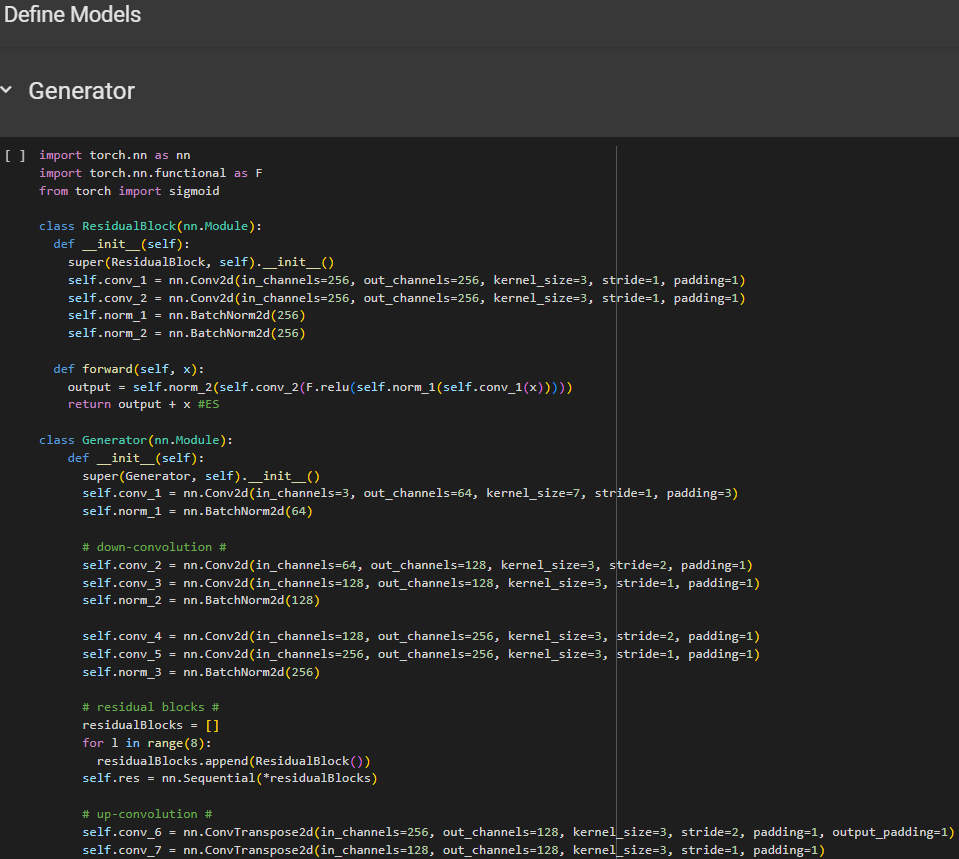 Define Models
Generator
[ ] import torch.nn as nn
import torch.nn.functional as F
from torch import sigmoid
class ResidualBlock(nn.Module):
def __init__(self):
super(ResidualBlock, self).__init__()
self.conv_1 = nn.Conv2d(in_channels=256, out_channels=256, kernel_size=3, stride=1, padding=1)
self.conv_2 = nn.Conv2d(in_channels=256, out_channels=256, kernel_size=3, stride=1, padding=1)
self.norm_1 = nn.BatchNorm2d(256)
self.norm_2 = nn.BatchNorm2d(256)
def forward(self, x):
output = self.norm_2(self.conv_2(F.relu(self.norm_1(self.conv_1(x)))))
return output + x #ES
class Generator(nn.Module):
def __init__(self):
super(Generator, self).__init__()
self.conv_1 = nn.Conv2d(in_channels=3, out_channels=64, kernel_size=7, stride=1, padding=3)
self.norm_1 = nn.BatchNorm2d(64)
# down-convolution #
self.conv_2 = nn.Conv2d(in_channels=64, out_channels=128, kernel_size=3, stride=2, padding=1)
self.conv_3 = nn.Conv2d(in_channels=128, out_channels=128, kernel_size=3, stride=1, padding=1)
self.norm_2 = nn.BatchNorm2d(128)
self.conv_4 = nn.Conv2d(in_channels=128, out_channels=256, kernel_size=3, stride=2, padding=1)
self.conv_5 = nn.Conv2d(in_channels=256, out_channels=256, kernel_size=3, stride=1, padding=1)
self.norm_3 = nn.BatchNorm2d(256)
# residual blocks #
residualBlocks = []
for l in range(8):
residualBlocks.append(ResidualBlock())
self.res = nn.Sequential(*residualBlocks)
# up-convolution #
self.conv_6 = nn.ConvTranspose2d(in_channels=256, out_channels=128, kernel_size=3, stride=2, padding=1, output_padding=1)
self.conv_7 = nn.ConvTranspose2d(in_channels=128, out_channels=128, kernel_size=3, stride=1, padding=1)